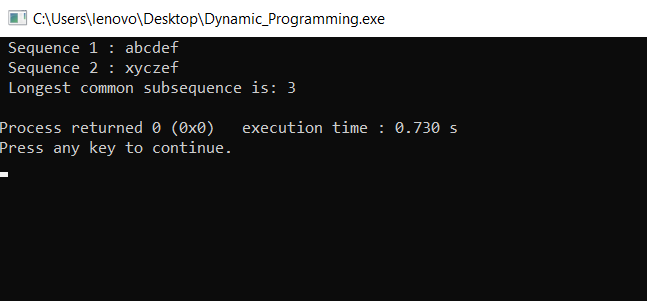 C:\Users\lenovo\Desktop\Dynamic_Programming.exe
Sequence 1 : abcdef
Sequence 2 : xyczef
Longest common subsequence is: 3
Process returned 0 (0x0)   execution time : 0.730 s
Press any key to continue.